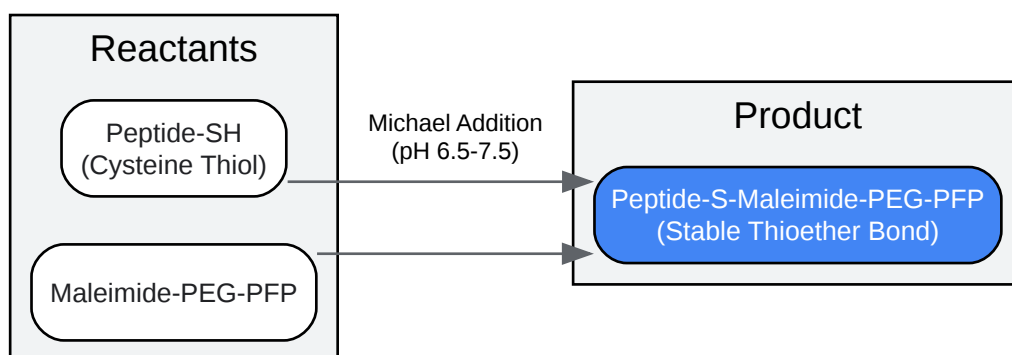 Reactants
Peptide-SH
(Cysteine Thiol)
Maleimide-PEG-PFP
Michael Addition
(pH 6.5-7.5)
Product
Peptide-S-Maleimide-PEG-PFP
(Stable Thioether Bond)